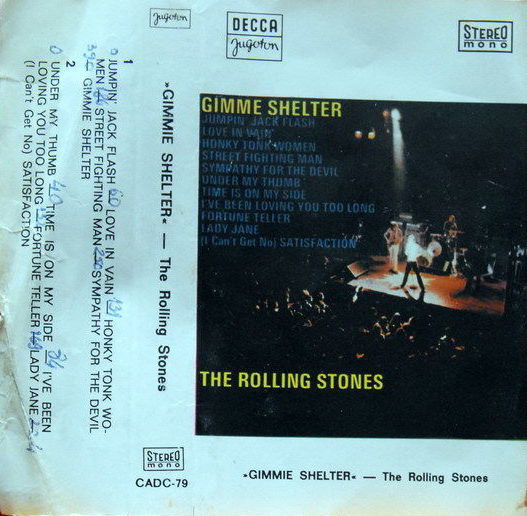 1
JUMPIN' JACK FLASH LOVE IN VAIN HONKY TONK WO-
MEN STREET FIGHTING MAN SYMPATHY FOR THE DEVIL
GIMMIE SHELTER
2
0 UNDER MY THUMB TIME IS ON MY SIDE 84 I'VE BEEN
LOVING YOU TOO LONG FORTUNE TELLER LADY JANE
(I Can't Get No) SATISFACTION
Jugoton
»GIMMIE SHELTER« — The Rolling Stones
STEREO
mono
CADC-79
DECCA
Jugoton
STEREO
mono
GIMME SHELTER
JUMPIN' JACK FLASH
LOVE IN VAIN
HONKY TONK WOMEN
STREET FIGHTING MAN
SYMPATHY FOR THE DEVIL
UNDER MY THUMB
TIME IS ON MY SIDE
I'VE BEEN LOVING YOU TOO LONG
FORTUNE TELLER
LADY JANE
(I Can't Get No) SATISFACTION
THE ROLLING STONES
»GIMMIE SHELTER« — The Rolling Stones